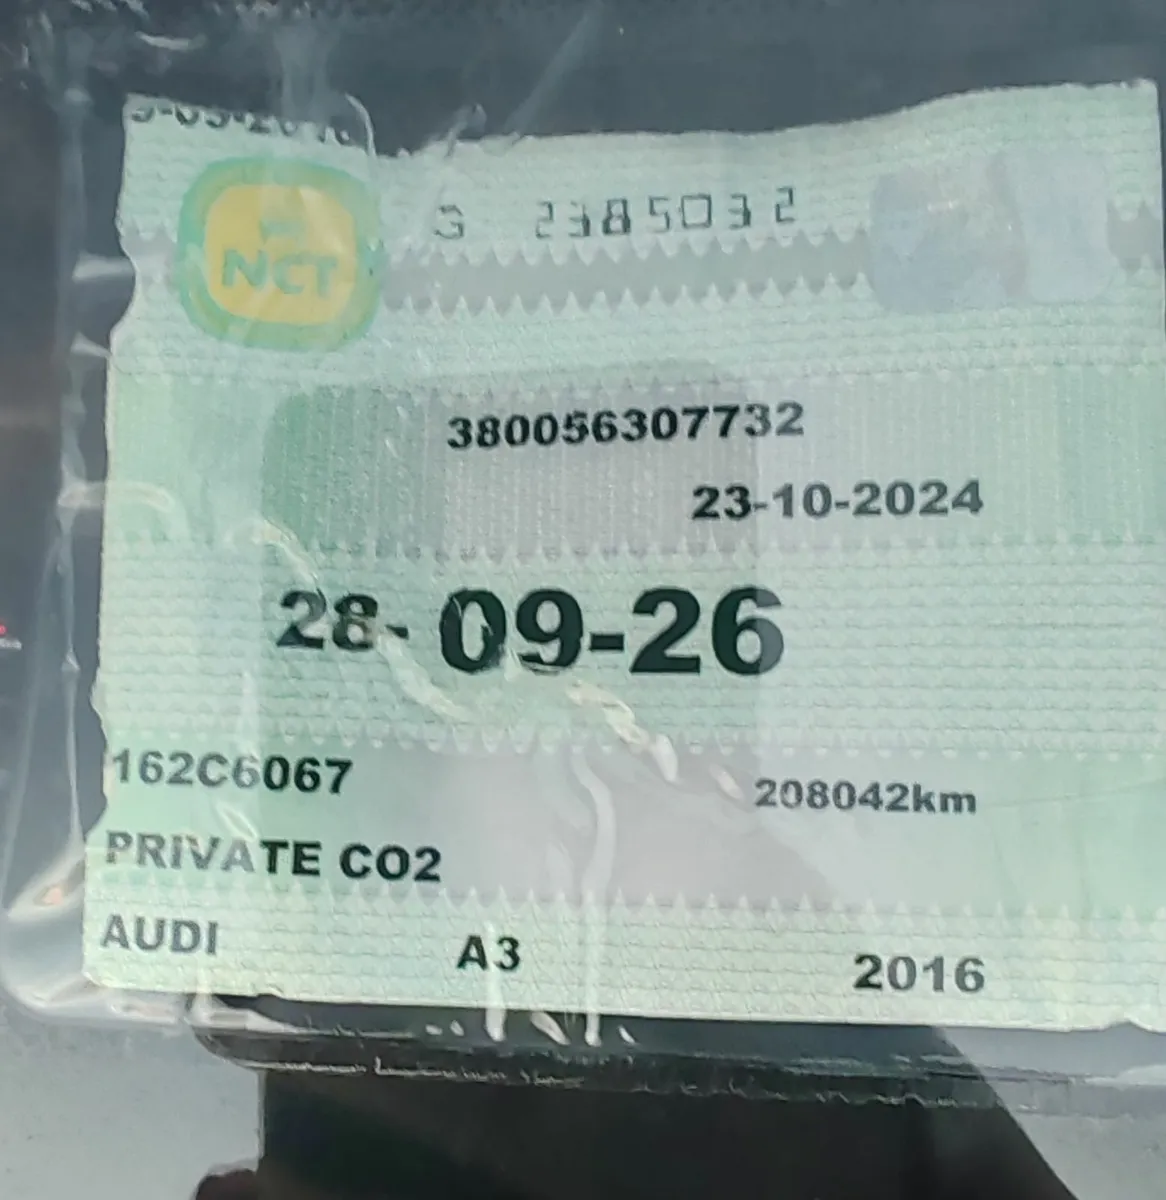 NCT
G 2385032
380056307732
23-10-2024
28-09-26
162C6067 208042km
PRIVATE CO2
AUDI A3 2016